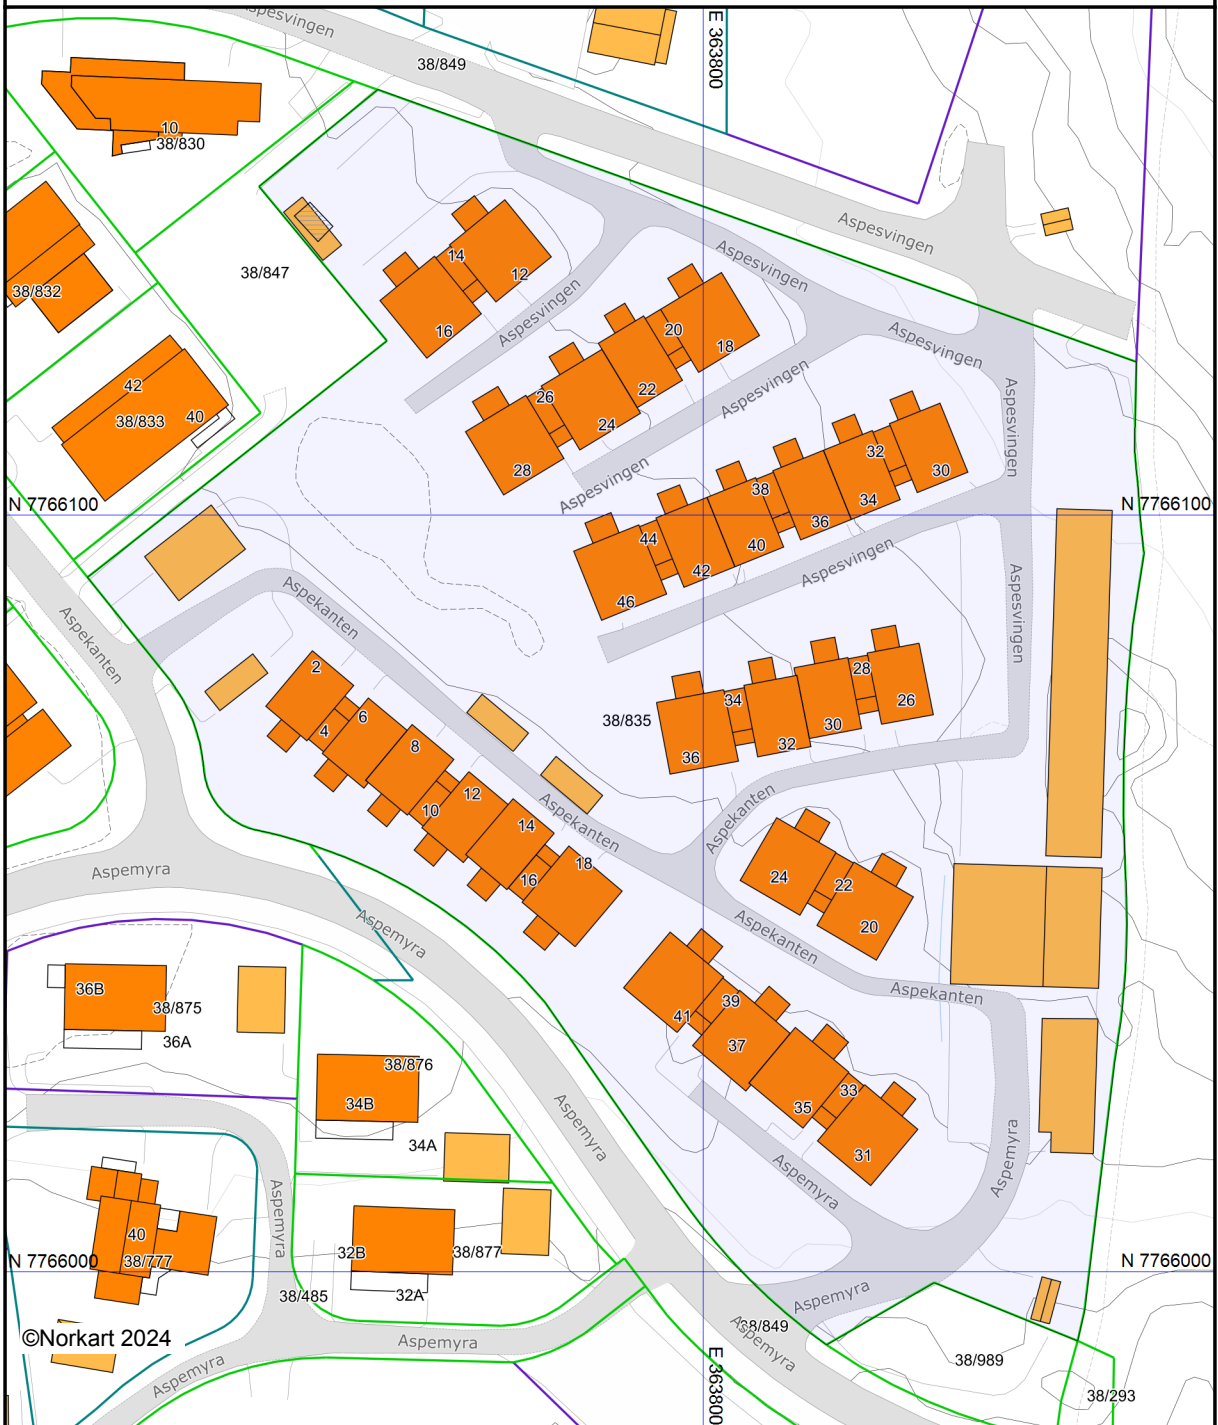 Aspesvingen
E 363800
38/849
10
38/830
Aspesvingen
38/847
14
12
Aspesvingen
38/832
16
Aspesvingen
20
18
Aspesvingen
42
22
Aspesvingen
Aspesvingen
38/833
40
26
24
32
28
30
Aspesvingen
38
34
N 7766100
N 7766100
36
44
40
Aspesvingen
42
46
Aspekanten
Aspesvingen
Aspekanten
2
28
34
26
6
38/835
4
30
8
32
36
12
Aspekanten
10
Aspekanten
14
18
24
Aspemyra
16
22
Aspemyra
20
Aspekanten
36B
Aspekanten
39
38/875
41
36A
37
38/876
33
34B
35
Aspemyra
34A
31
Aspemyra
Aspemyra
Aspemyra
40
32B
38/877
N 7766000
38/777
N 7766000
38/485
32A
Aspemyra
38/849
©Norkart 2024
Aspemyra
Aspemyra
38/989
Aspemyra
E 363800
38/293